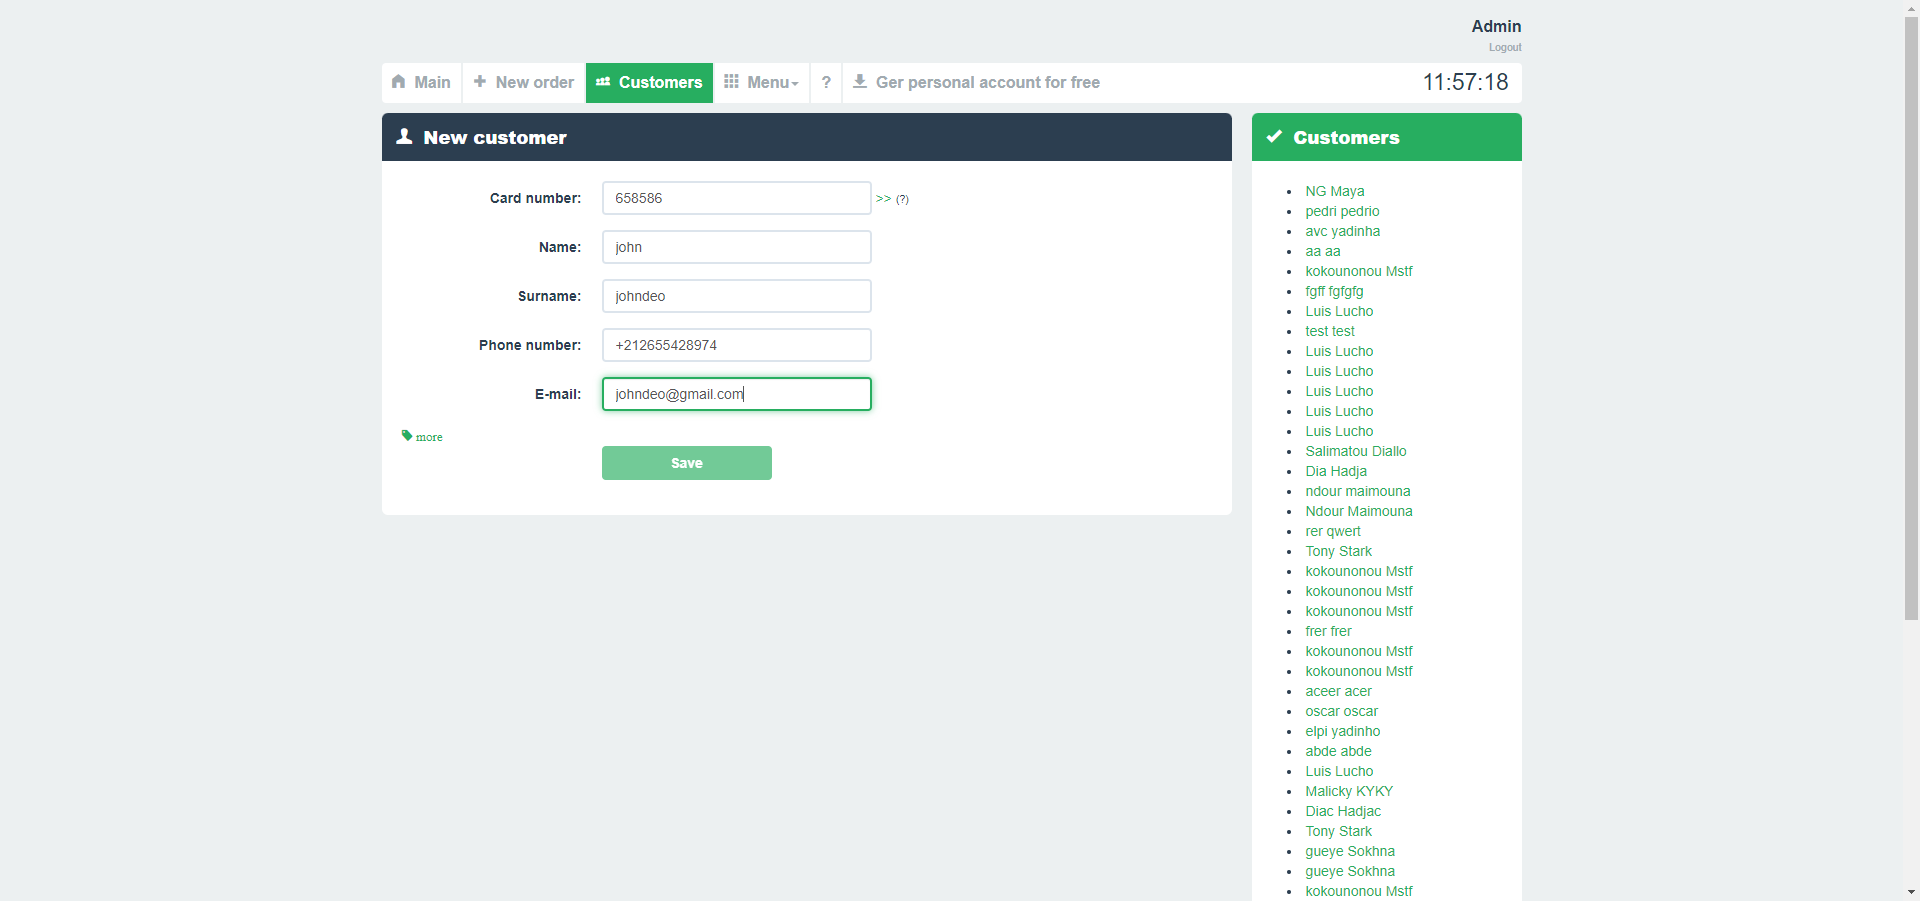 Admin
Logout
Main
New order
Customers
Menu
?
Ger personal account for free
11:57:18
New customer
Card number:
658586
>> (?)
Name:
john
Surname:
johndeo
Phone number:
+212655428974
E-mail:
johndeo@gmail.com
more
Save
Customers
NG Maya
pedri pedrio
avc yadinha
aa aa
kokounonou Mstf
fgff fgfgfg
Luis Lucho
test test
Luis Lucho
Luis Lucho
Luis Lucho
Luis Lucho
Luis Lucho
Salimatou Diallo
Dia Hadja
ndour maimouna
Ndour Maimouna
rer qwert
Tony Stark
kokounonou Mstf
kokounonou Mstf
kokounonou Mstf
frer frer
kokounonou Mstf
kokounonou Mstf
aceer acer
oscar oscar
elpi yadinho
abde abde
Luis Lucho
Malicky KYKY
Diac Hadjac
Tony Stark
gueye Sokhna
gueye Sokhna
kokounonou Mstf